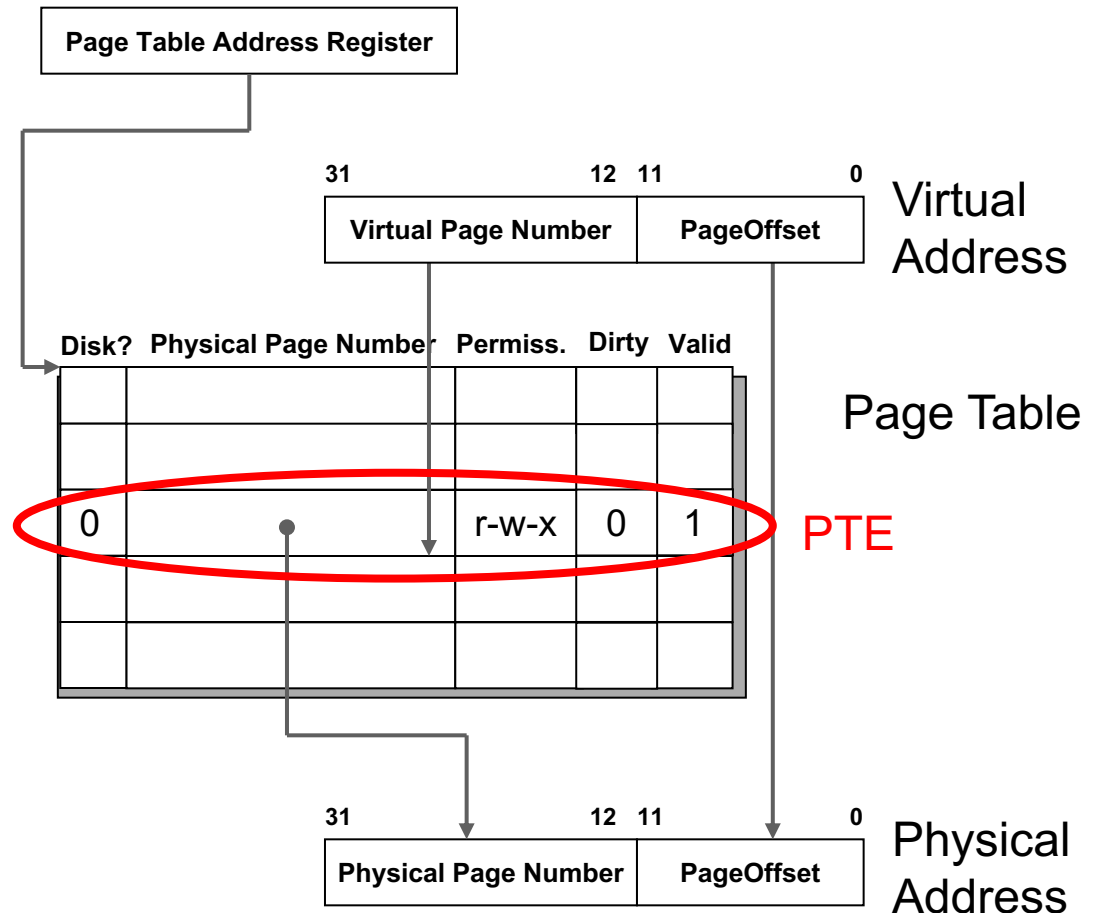 Page Table Address Register
31 12 11 0
Virtual Page Number PageOffset
Virtual
Address
Disk? Physical Page Number Permiss. Dirty Valid
Page Table
0 r-w-x 0 1
PTE
31 12 11 0
Physical Page Number PageOffset
Physical
Address